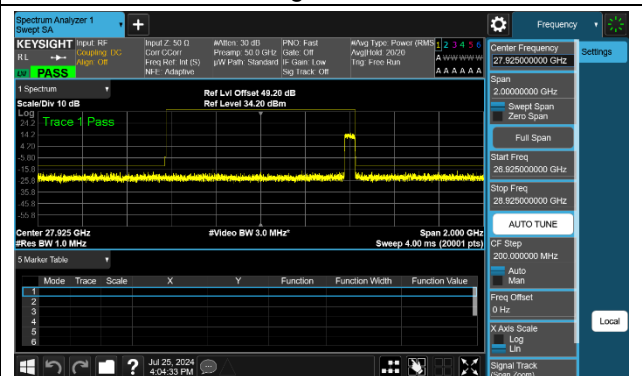 Spectrum Analyzer 1
Swept SA
+
Frequency
KEYSIGHT
RL
LV PASS
Input: RF
Coupling: DC
Align: Off
Input Z: 50 Ω
Corr CCorr
Freq Ref: Int (S)
NFE: Adaptive
#Atten: 30 dB
Preamp: 50.0 GHz
µW Path: Standard
PNO: Fast
Gate: Off
IF Gain: Low
Sig Track: Off
#Avg Type: Power (RMS
Avg|Hold: 20/20
Trig: Free Run
1 2 3 4 5 6
A W W W W W
A A A A A A
1 Spectrum
Scale/Div 10 dB
Ref Lvl Offset 49.20 dB
Ref Level 34.20 dBm
Log
Trace 1 Pass
24.2
14.2
4.20
-5.80
-15.8
-25.8
-35.8
-45.8
-55.8
Center 27.925 GHz
#Res BW 1.0 MHz
#Video BW 3.0 MHz*
Span 2.000 GHz
Sweep 4.00 ms (20001 pts)
5 Marker Table
Mode Trace Scale X Y Function Function Width Function Value
1
2
3
4
5
6
Jul 25, 2024
4:04:33 PM
Center Frequency
27.925000000 GHz
Span
2.00000000 GHz
Swept Span
Zero Span
Full Span
Start Freq
26.925000000 GHz
Stop Freq
28.925000000 GHz
AUTO TUNE
CF Step
200.000000 MHz
Auto
Man
Freq Offset
0 Hz
X Axis Scale
Log
Lin
Signal Track
(Span Zoom)
Settings
Local